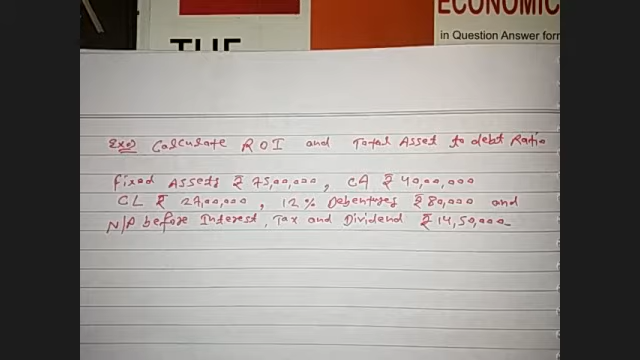 ECONOMIC
in Question Answer for
THE
Ex② Calculate ROI and Total Asset to debt Ratio
Fixed Assets ₹ 75,00,000, CA ₹ 40,00,000
CL ₹ 27,00,000, 12% Debentures ₹ 80,000 and
N/P before Interest, Tax and Dividend ₹ 14,50,000